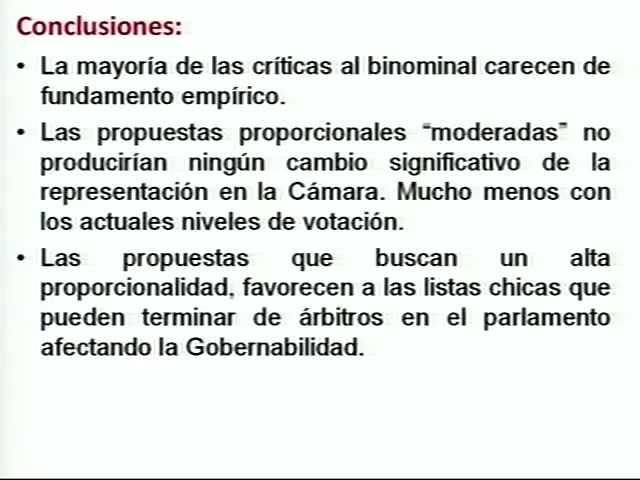 Conclusiones:
• La mayoría de las críticas al binominal carecen de
fundamento empírico.
• Las propuestas proporcionales “moderadas” no
producirían ningún cambio significativo de la
representación en la Cámara. Mucho menos con
los actuales niveles de votación.
• Las propuestas que buscan un alta
proporcionalidad, favorecen a las listas chicas que
pueden terminar de árbitros en el parlamento
afectando la Gobernabilidad.